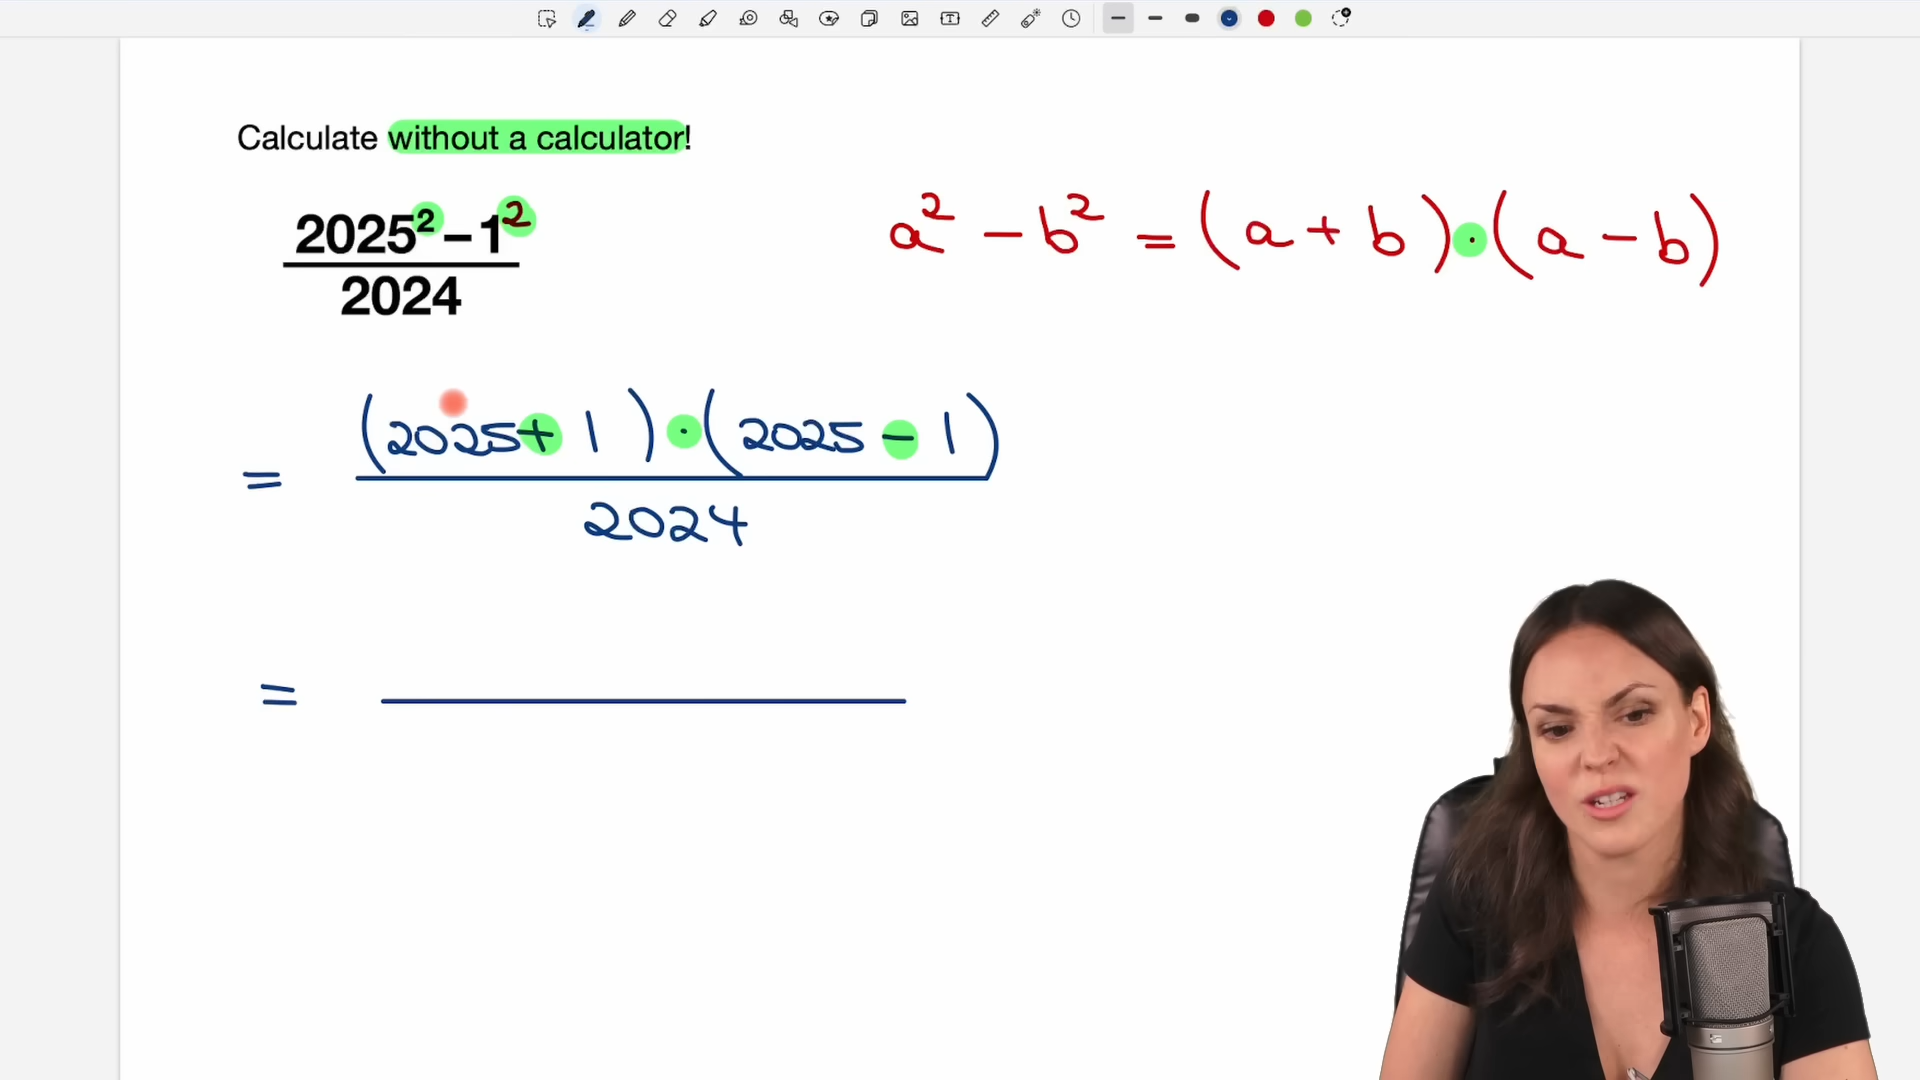 Calculate without a calculator!
2025² – 1²
2024
a² - b² = (a + b) · (a - b)
(2025 + 1) · (2025 - 1)
=
2024
=